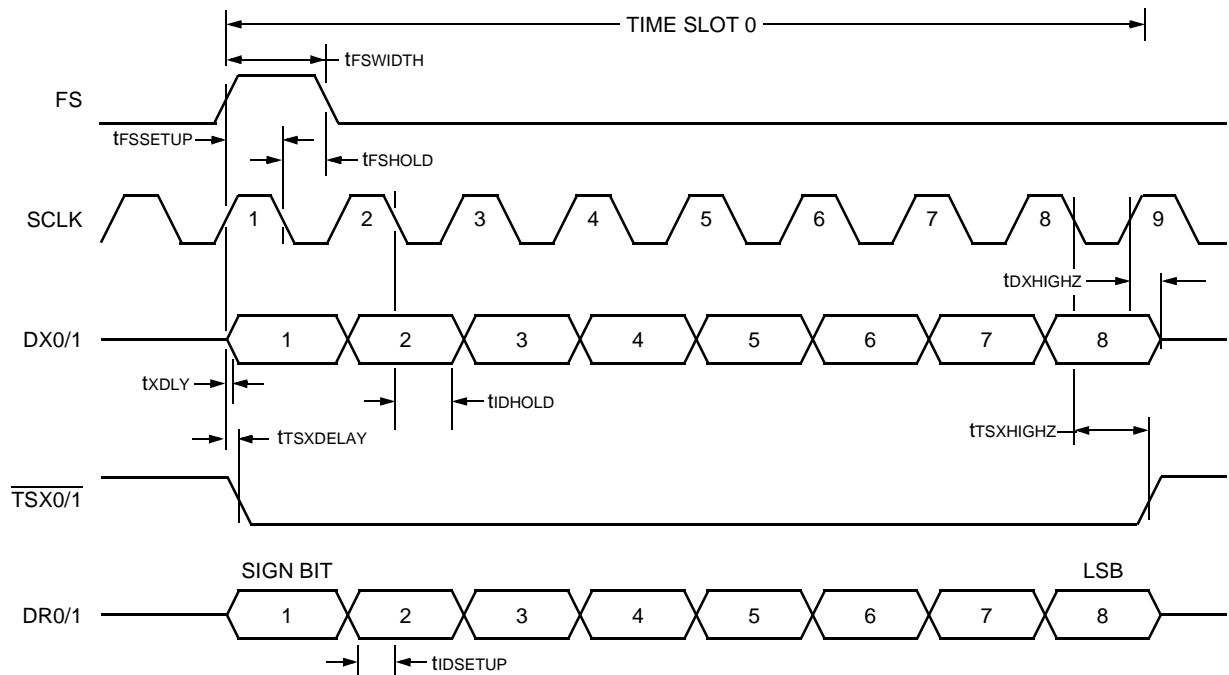 TIME SLOT 0
tFSWIDTH
FS
tFSSETUP
tFSHOLD
SCLK 1 2 3 4 5 6 7 8 9
tDXHIGHZ
DX0/1 1 2 3 4 5 6 7 8
tXDLY
tIDHOLD
tTSXDELAY
tTSXHIGHZ
TSX0/1
SIGN BIT LSB
DR0/1 1 2 3 4 5 6 7 8
tIDSETUP